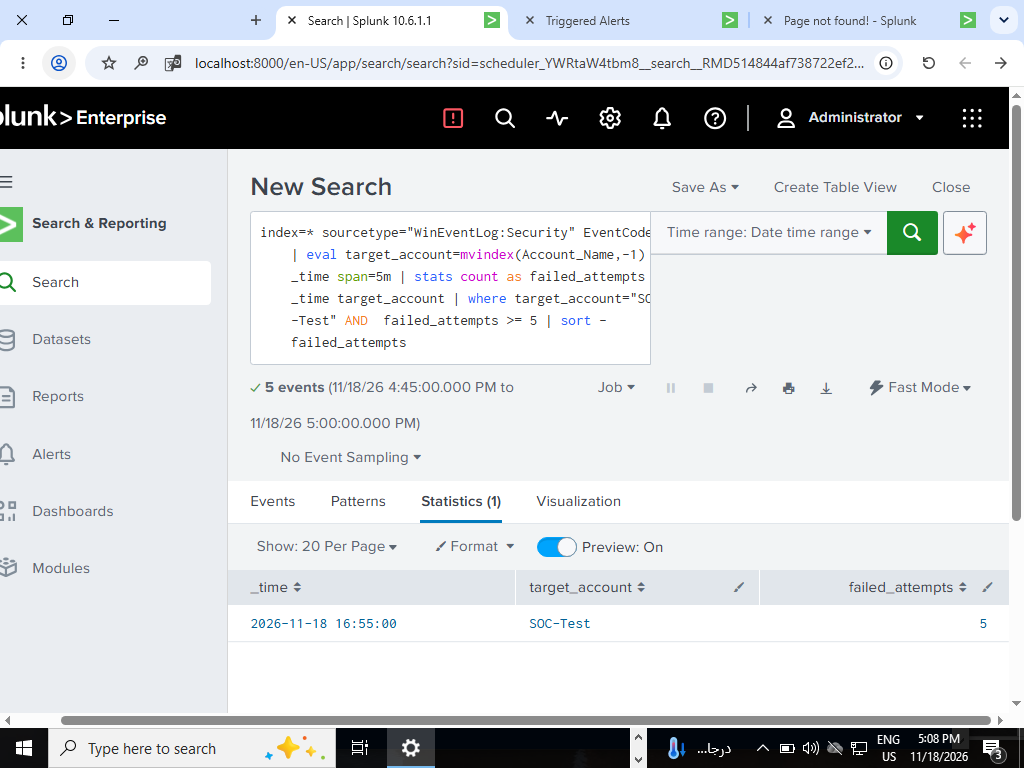 Search | Splunk 10.6.1.1
Triggered Alerts
Page not found! - Splunk
localhost:8000/en-US/app/search/search?sid=scheduler_YWRtaW4tbm8__search__RMD514844af738722ef2...
plunk> Enterprise
Administrator
New Search
Save As
Create Table View
Close
Search & Reporting
Search
Datasets
Reports
Alerts
Dashboards
Modules
index=* sourcetype="WinEventLog:Security" EventCode
| eval target_account=mvindex(Account_Name,-1)
_time span=5m | stats count as failed_attempts
_time target_account | where target_account="SO
-Test" AND failed_attempts >= 5 | sort -
failed_attempts
Time range: Date time range
5 events (11/18/26 4:45:00.000 PM to
11/18/26 5:00:00.000 PM)
Job
Fast Mode
No Event Sampling
Events
Patterns
Statistics (1)
Visualization
Show: 20 Per Page
Format
Preview: On
_time
target_account
failed_attempts
2026-11-18 16:55:00
SOC-Test
5
Type here to search
درجا...
ENG
US
5:08 PM
11/18/2026
3